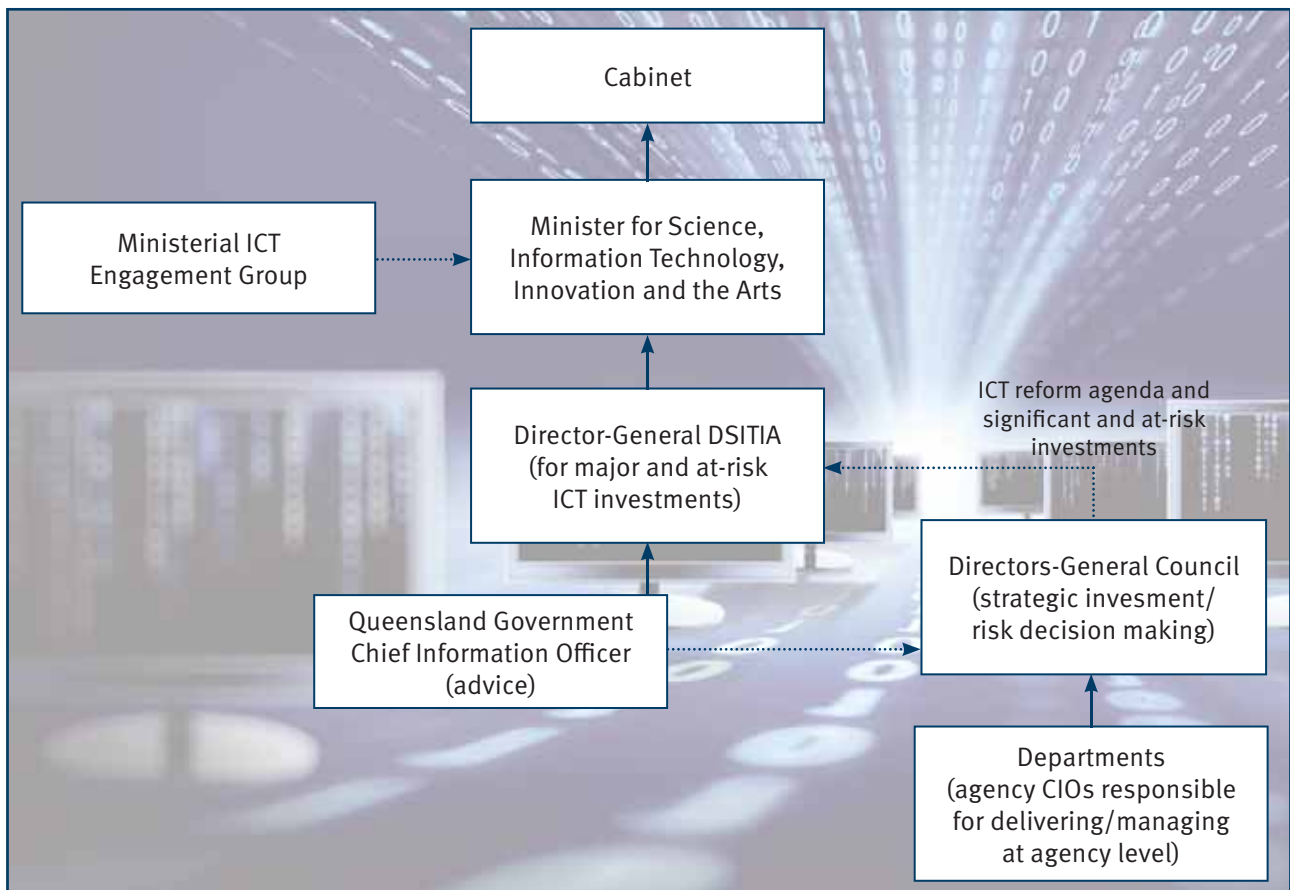 Cabinet
Minister for Science,
Information Technology,
Innovation and the Arts
Ministerial ICT
Engagement Group
Director-General DSITIA
(for major and at-risk
ICT investments)
ICT reform agenda and
significant and at-risk
investments
Queensland Government
Chief Information Officer
(advice)
Directors-General Council
(strategic invesment/
risk decision making)
Departments
(agency CIOs responsible
for delivering/managing
at agency level)